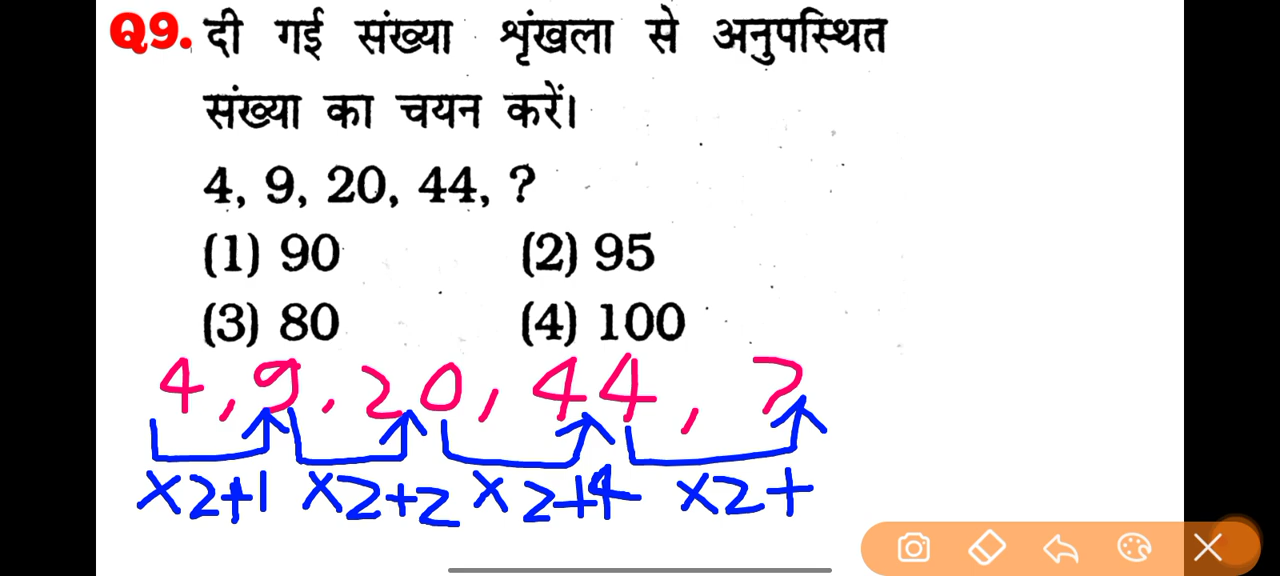 Q9. दी गई संख्या शृंखला से अनुपस्थित
संख्या का चयन करें।
4, 9, 20, 44, ?
(1) 90 (2) 95
(3) 80 (4) 100
4, 9, 20, 44, ?
×2+1 ×2+2 ×2+4 ×2+